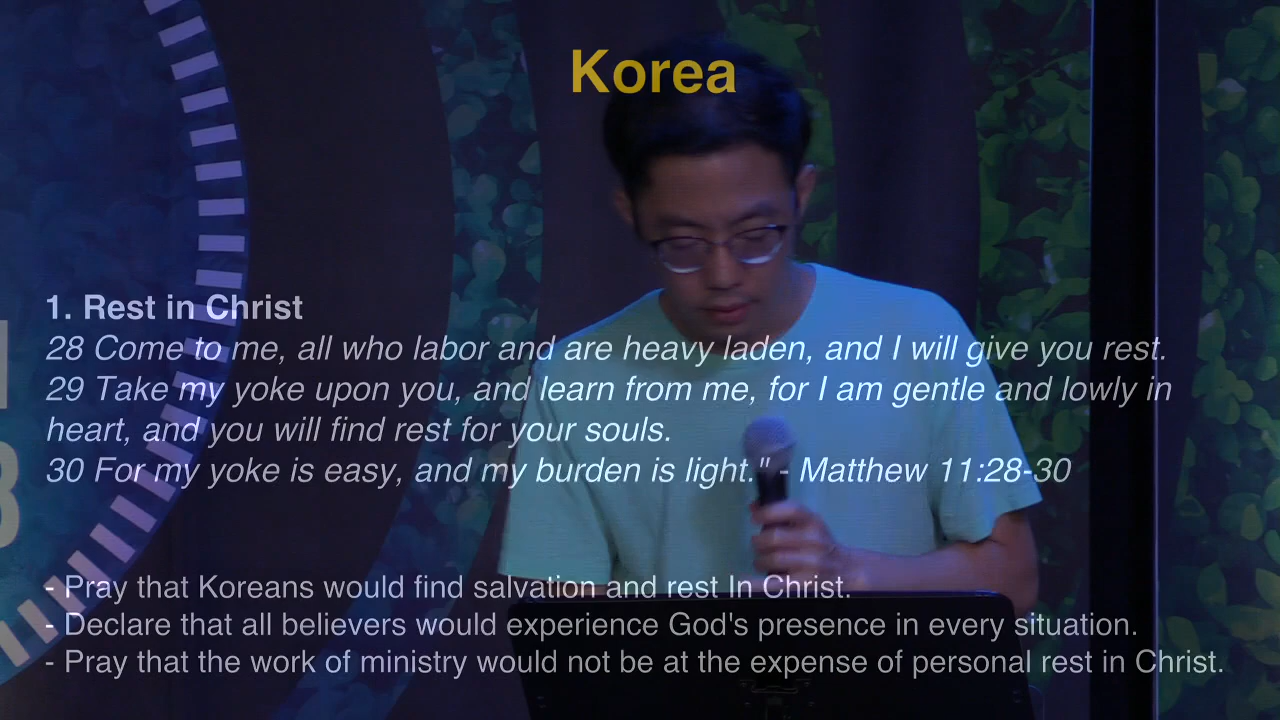 Korea
1. Rest in Christ
28 Come to me, all who labor and are heavy laden, and I will give you rest.
29 Take my yoke upon you, and learn from me, for I am gentle and lowly in
heart, and you will find rest for your souls.
30 For my yoke is easy, and my burden is light." - Matthew 11:28-30
- Pray that Koreans would find salvation and rest In Christ.
- Declare that all believers would experience God's presence in every situation.
- Pray that the work of ministry would not be at the expense of personal rest in Christ.